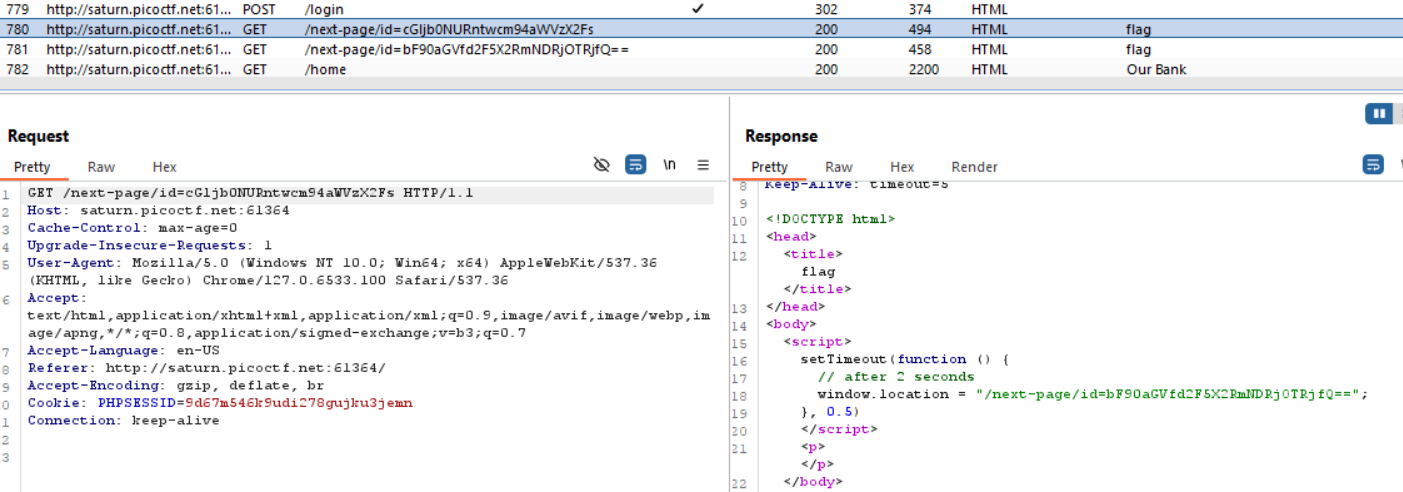 779 http://saturn.picoctf.net:61... POST /login ✓ 302 374 HTML
780 http://saturn.picoctf.net:61... GET /next-page/id=cGljb0NURntwcm94aWVzX2Fs 200 494 HTML flag
781 http://saturn.picoctf.net:61... GET /next-page/id=bF90aGVfd2F5X2RmNDRjOTRjfQ== 200 458 HTML flag
782 http://saturn.picoctf.net:61... GET /home 200 2200 HTML Our Bank
Request
Pretty Raw Hex \n
1 GET /next-page/id=cGljb0NURntwcm94aWVzX2Fs HTTP/1.1
2 Host: saturn.picoctf.net:61364
3 Cache-Control: max-age=0
4 Upgrade-Insecure-Requests: 1
5 User-Agent: Mozilla/5.0 (Windows NT 10.0; Win64; x64) AppleWebKit/537.36
(KHTML, like Gecko) Chrome/127.0.6533.100 Safari/537.36
6 Accept:
text/html,application/xhtml+xml,application/xml;q=0.9,image/avif,image/webp,im
age/apng,*/*;q=0.8,application/signed-exchange;v=b3;q=0.7
7 Accept-Language: en-US
8 Referer: http://saturn.picoctf.net:61364/
9 Accept-Encoding: gzip, deflate, br
0 Cookie: PHPSESSID=9d67m546k9udi278gujku3jemn
1 Connection: keep-alive
2
3
Response
Pretty Raw Hex Render
8 Keep-Alive: timeout=5
9
10 <!DOCTYPE html>
11 <head>
12 <title>
flag
</title>
13 </head>
14 <body>
15 <script>
16 setTimeout(function () {
17 // after 2 seconds
18 window.location = "/next-page/id=bF90aGVfd2F5X2RmNDRjOTRjfQ==";
19 }, 0.5)
20 </script>
21 <p>
</p>
22 </body>